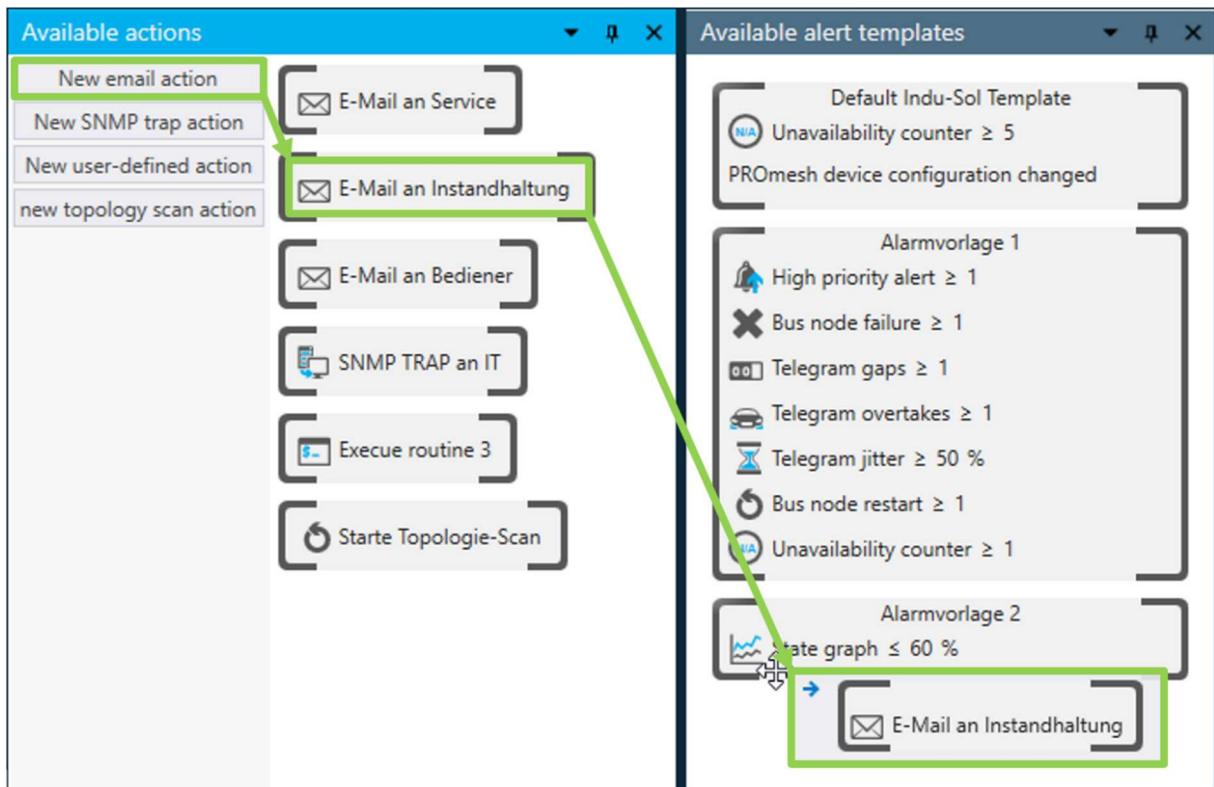 Available actions
New email action
New SNMP trap action
New user-defined action
new topology scan action
E-Mail an Service
E-Mail an Instandhaltung
E-Mail an Bediener
SNMP TRAP an IT
Execue routine 3
Starte Topologie-Scan
Available alert templates
Default Indu-Sol Template
N/A Unavailability counter ≥ 5
PROmesh device configuration changed
Alarmvorlage 1
High priority alert ≥ 1
Bus node failure ≥ 1
Telegram gaps ≥ 1
Telegram overtakes ≥ 1
Telegram jitter ≥ 50 %
Bus node restart ≥ 1
N/A Unavailability counter ≥ 1
Alarmvorlage 2
State graph ≤ 60 %
E-Mail an Instandhaltung